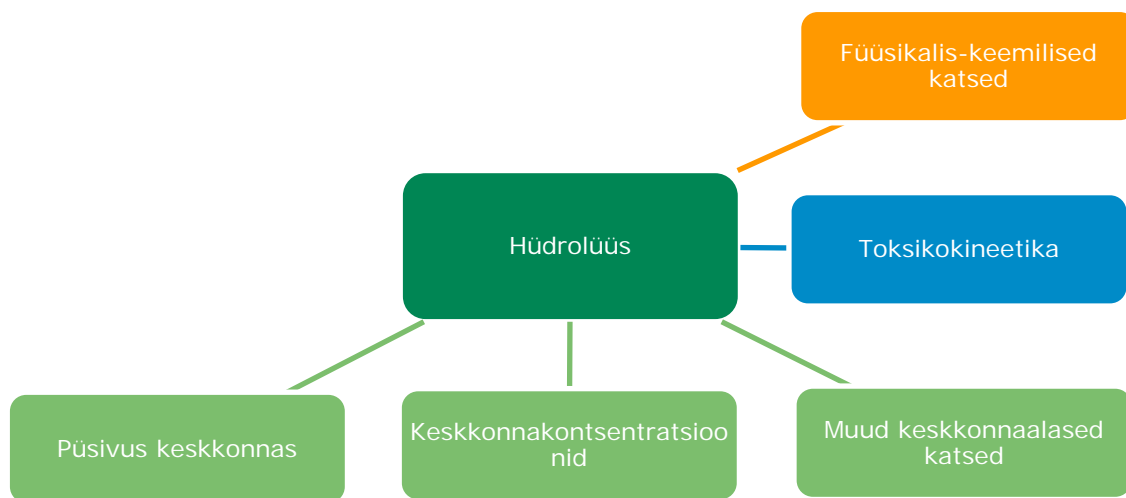 Füüsikalis-keemilised
katsed
Hüdrolüüs
Toksikokineetika
Püsivus keskkonnas
Keskkonnakontsentratsioo
nid
Muud keskkonnaalased
katsed